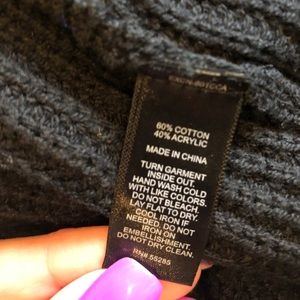 60% COTTON
40% ACRYLIC
MADE IN CHINA
TURN GARMENT
INSIDE OUT.
HAND WASH COLD
WITH LIKE COLORS.
DO NOT BLEACH.
LAY FLAT TO DRY.
COOL IRON IF
NEEDED. DO NOT
IRON ON
EMBELLISHMENT.
DO NOT DRY CLEAN.
RN# 55285